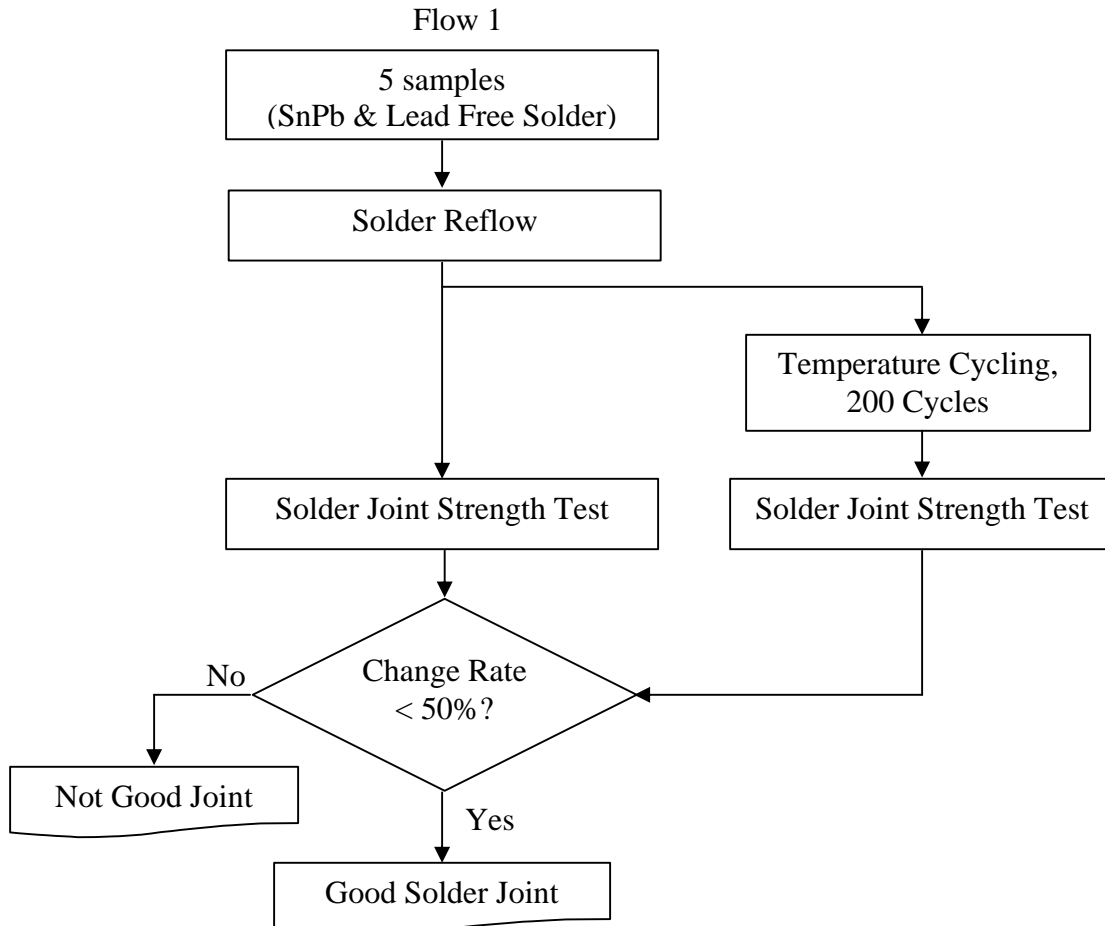 Flow 1
5 samples
(SnPb & Lead Free Solder)
Solder Reflow
Temperature Cycling,
200 Cycles
Solder Joint Strength Test
Solder Joint Strength Test
Change Rate
< 50%?
No
Not Good Joint
Yes
Good Solder Joint